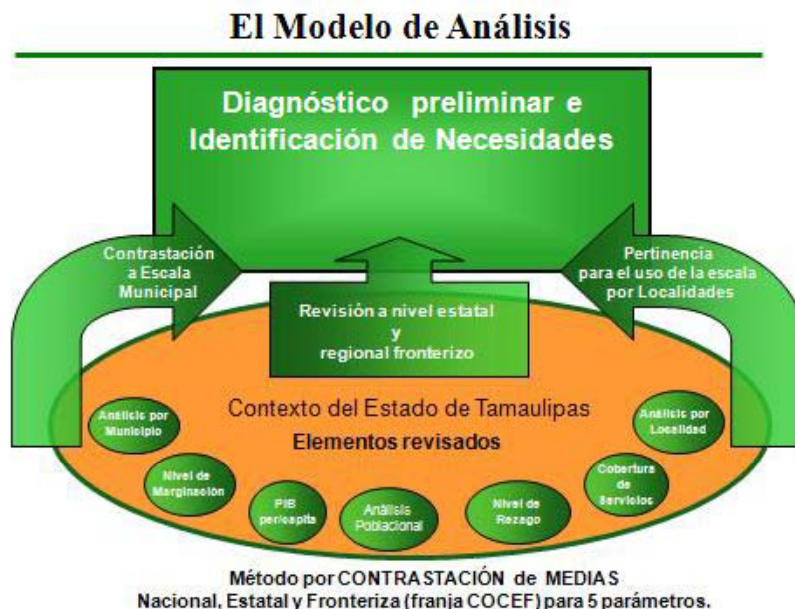 El Modelo de Análisis
Diagnóstico preliminar e
Identificación de Necesidades
Contrastación
a Escala
Municipal
Pertinencia
para el uso de la escala
por Localidades
Revisión a nivel estatal
y
regional fronterizo
Contexto del Estado de Tamaulipas
Elementos revisados
Análisis por
Municipio
Nivel de
Marginación
PIB
per/capita
Análisis
Poblacional
Nivel de
Rezago
Cobertura
de
Servicios
Análisis por
Localidad
Método por CONTRASTACIÓN de MEDIAS
Nacional, Estatal y Fronteriza (franja COCEF) para 5 parámetros.